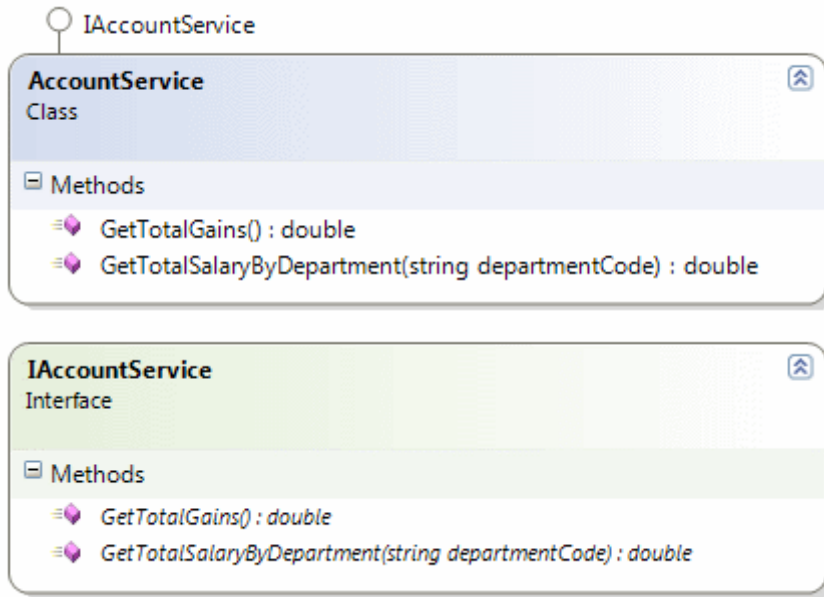 IAccountService
AccountService
Class
Methods
GetTotalGains() : double
GetTotalSalaryByDepartment(string departmentCode) : double
IAccountService
Interface
Methods
GetTotalGains() : double
GetTotalSalaryByDepartment(string departmentCode) : double